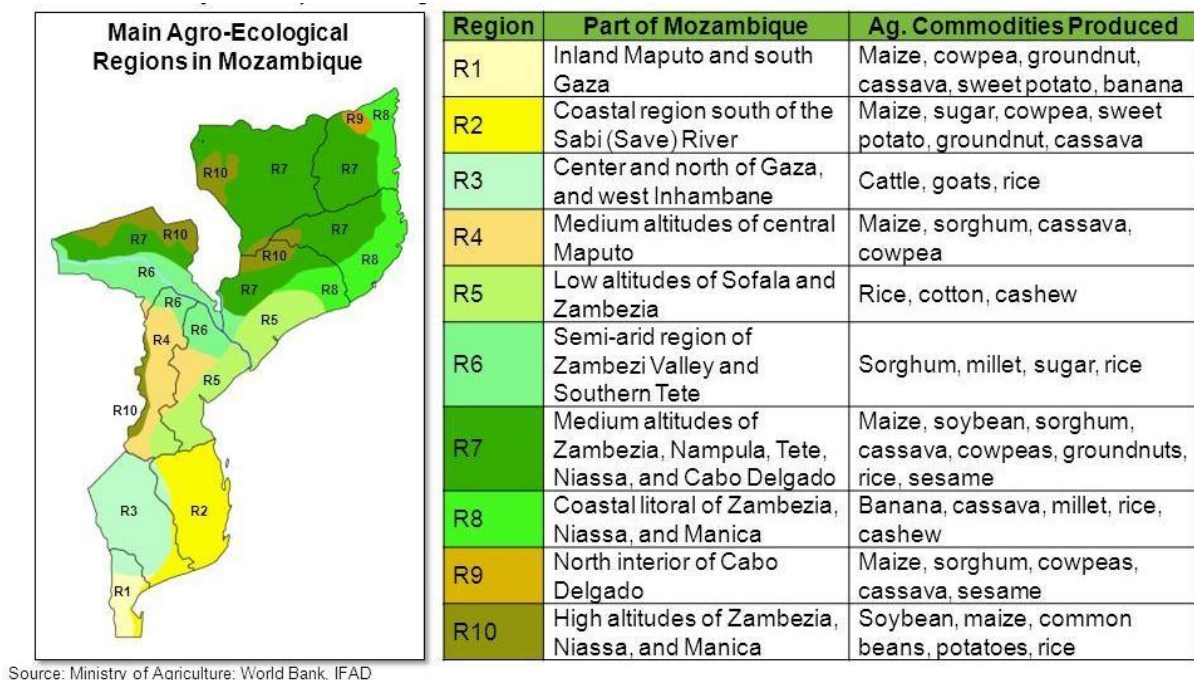 Main Agro-Ecological
Regions in Mozambique
R9
R8
R7
R7
R10
R7
R10
R7
R10
R8
R6
R7
R8
R6
R5
R4
R6
R5
R10
R3
R2
R1
Region Part of Mozambique Ag. Commodities Produced
R1
Inland Maputo and south
Gaza
Maize, cowpea, groundnut,
cassava, sweet potato, banana
R2
Coastal region south of the
Sabi (Save) River
Maize, sugar, cowpea, sweet
potato, groundnut, cassava
R3
Center and north of Gaza,
and west Inhambane
Cattle, goats, rice
R4
Medium altitudes of central
Maputo
Maize, sorghum, cassava,
cowpea
R5
Low altitudes of Sofala and
Zambezia
Rice, cotton, cashew
R6
Semi-arid region of
Zambezi Valley and
Southern Tete
Sorghum, millet, sugar, rice
R7
Medium altitudes of
Zambezia, Nampula, Tete,
Niassa, and Cabo Delgado
Maize, soybean, sorghum,
cassava, cowpeas, groundnuts,
rice, sesame
R8
Coastal litoral of Zambezia,
Niassa, and Manica
Banana, cassava, millet, rice,
cashew
R9
North interior of Cabo
Delgado
Maize, sorghum, cowpeas,
cassava, sesame
R10
High altitudes of Zambezia,
Niassa, and Manica
Soybean, maize, common
beans, potatoes, rice
Source: Ministry of Agriculture; World Bank, IFAD